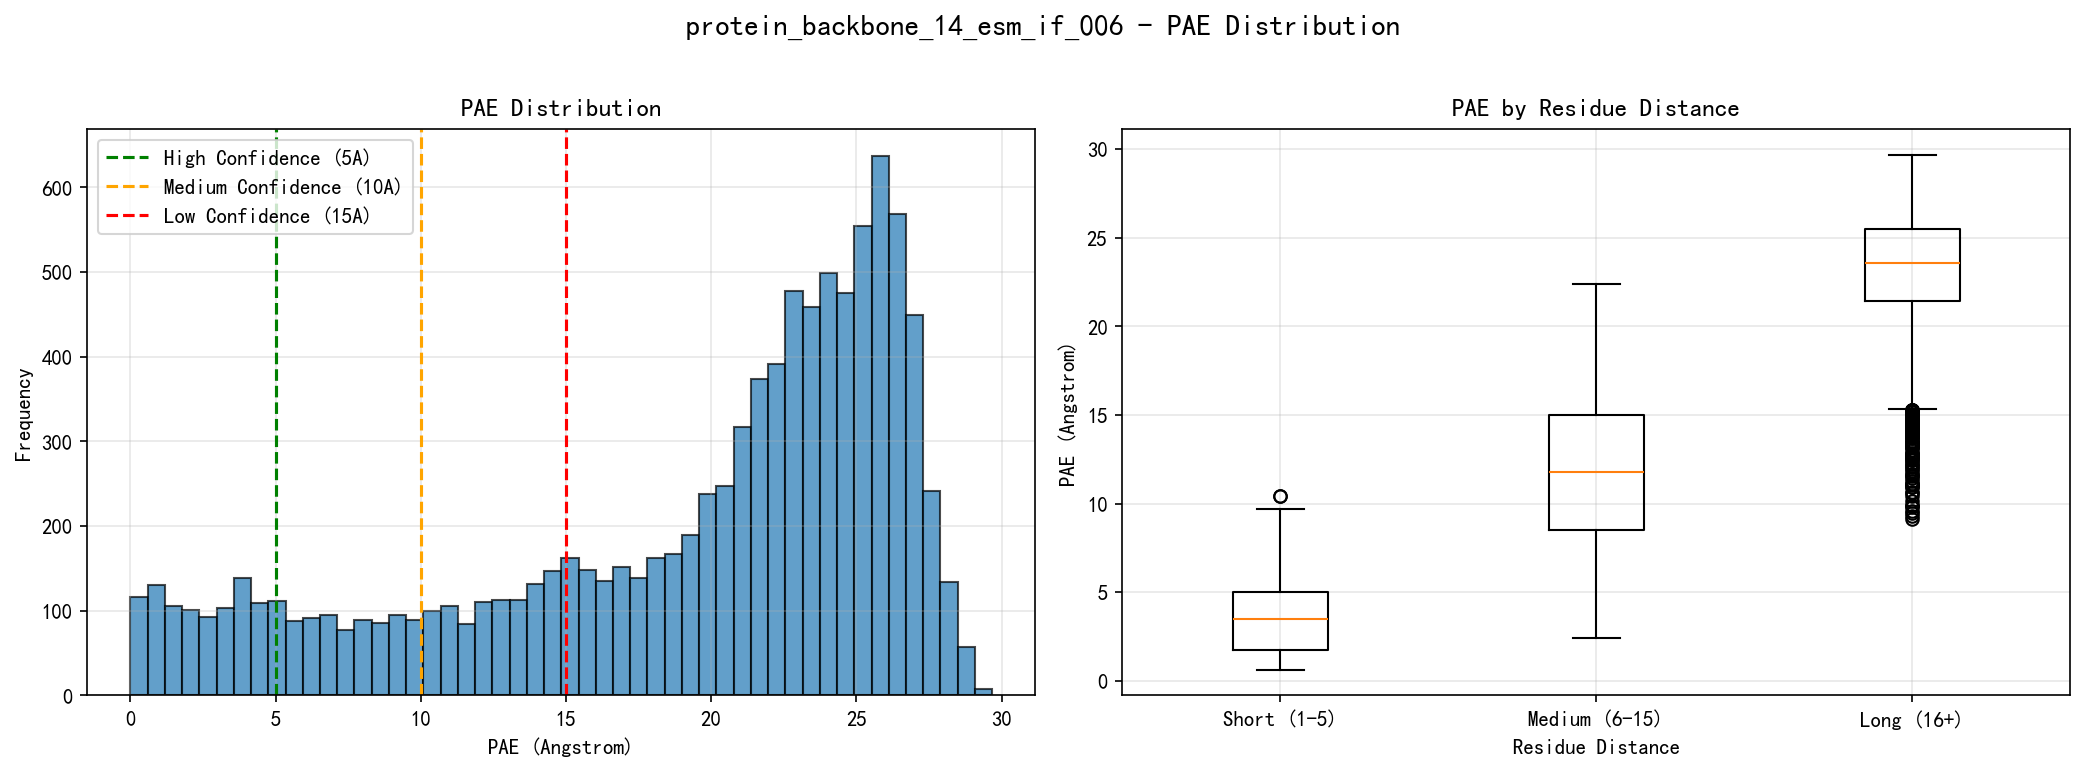 protein_backbone_14_esm_if_006 - PAE Distribution
PAE Distribution
High Confidence (5A)
Medium Confidence (10A)
Low Confidence (15A)
Frequency
600
500
400
300
200
100
0
0 5 10 15 20 25 30
PAE (Angstrom)
PAE by Residue Distance
PAE (Angstrom)
30
25
20
15
10
5
0
Short (1-5) Medium (6-15) Long (16+)
Residue Distance